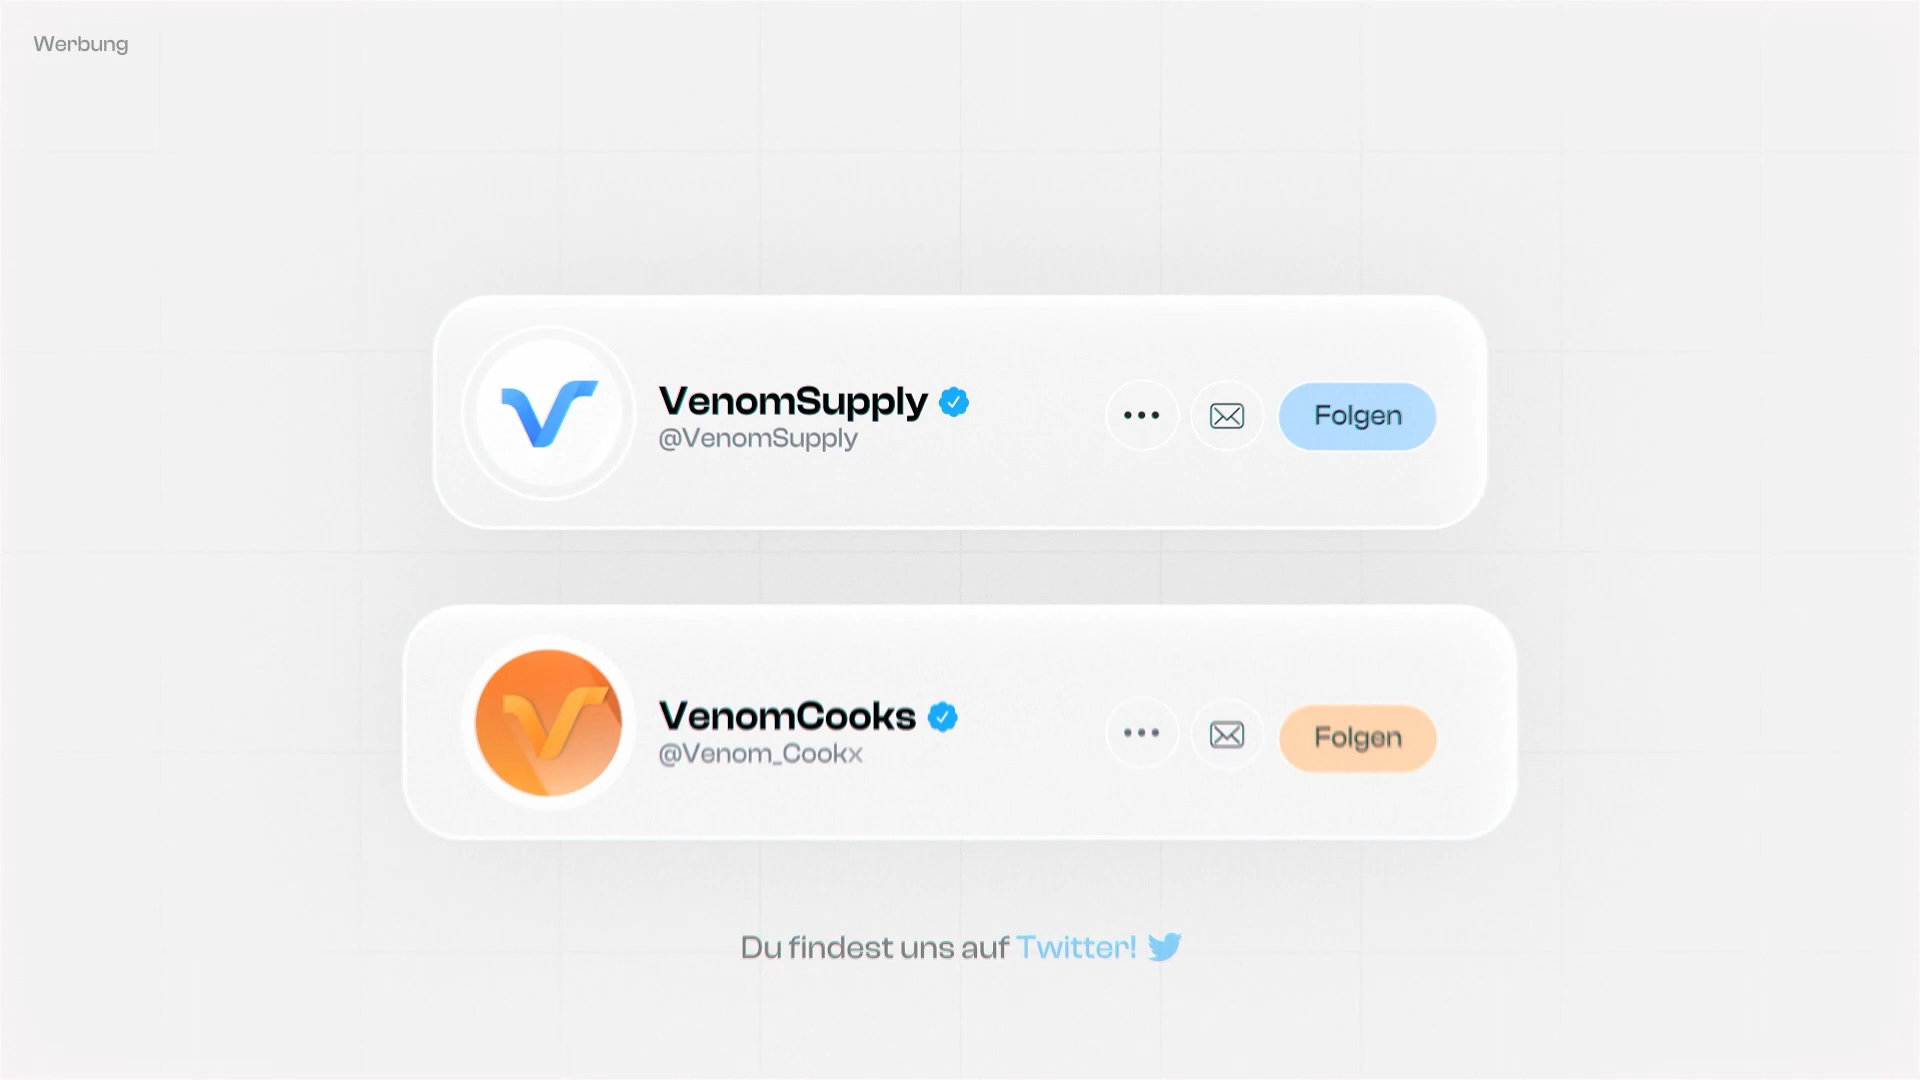 Werbung
VenomSupply
@VenomSupply
Folgen
VenomCooks
@Venom_Cookx
Folgen
Du findest uns auf Twitter!